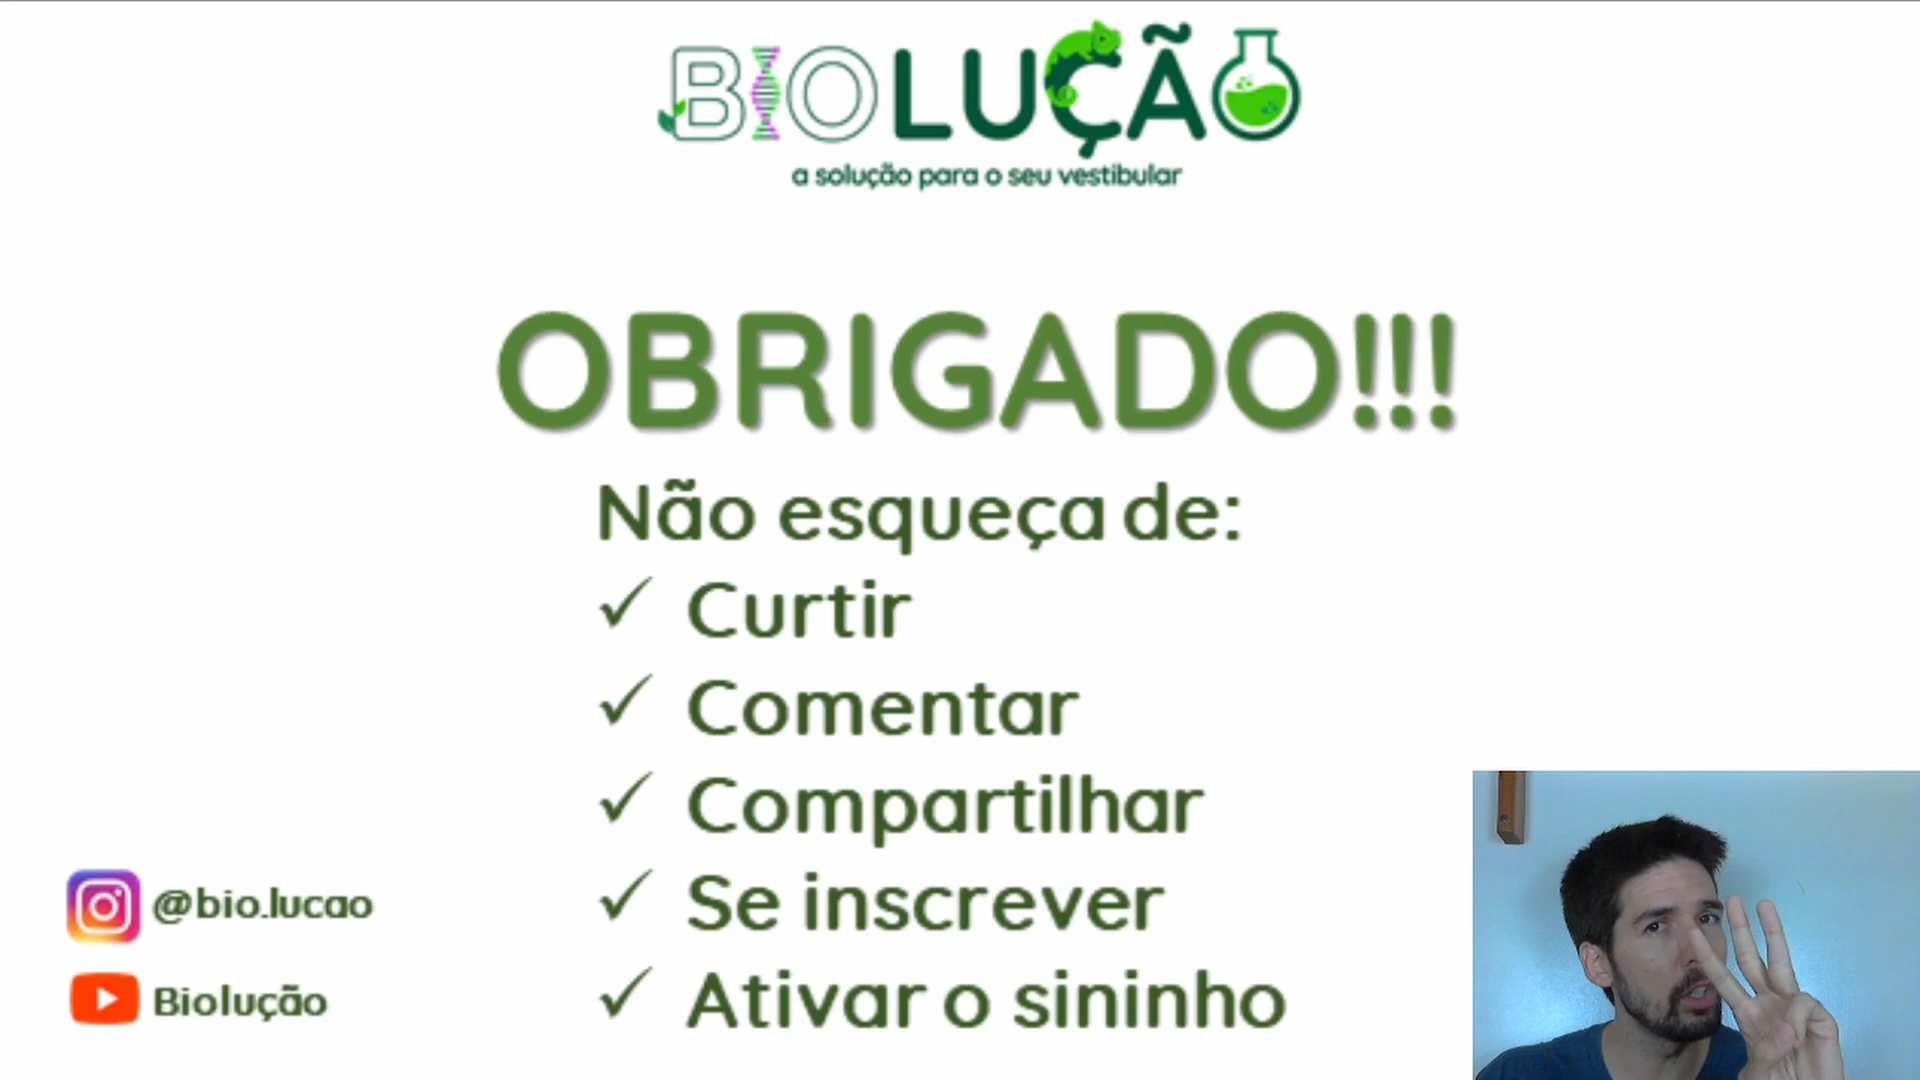 BIOLUÇÃO
a solução para o seu vestibular
OBRIGADO!!!
Não esqueça de:
✓ Curtir
✓ Comentar
✓ Compartilhar
✓ Se inscrever
✓ Ativar o sininho
@bio.lucao
Biolução